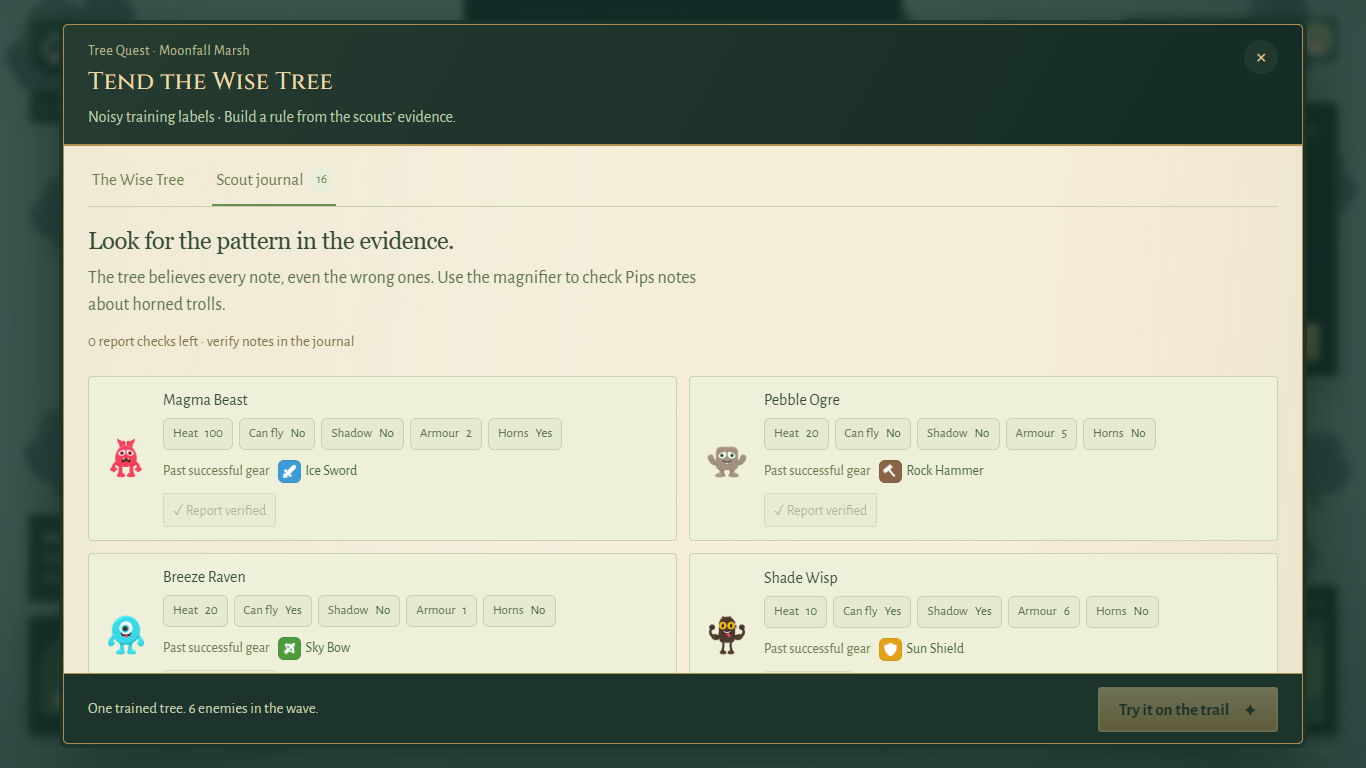 Tree Quest · Moonfall Marsh
Tend the Wise Tree
Noisy training labels · Build a rule from the scouts' evidence.
×
The Wise Tree
Scout journal 16
Look for the pattern in the evidence.
The tree believes every note, even the wrong ones. Use the magnifier to check Pips notes
about horned trolls.
0 report checks left · verify notes in the journal
Magma Beast
Heat 100 Can fly No Shadow No Armour 2 Horns Yes
Past successful gear Ice Sword
✓ Report verified
Pebble Ogre
Heat 20 Can fly No Shadow No Armour 5 Horns No
Past successful gear Rock Hammer
✓ Report verified
Breeze Raven
Heat 20 Can fly Yes Shadow No Armour 1 Horns No
Past successful gear Sky Bow
Shade Wisp
Heat 10 Can fly Yes Shadow Yes Armour 6 Horns No
Past successful gear Sun Shield
One trained tree. 6 enemies in the wave.
Try it on the trail ✦